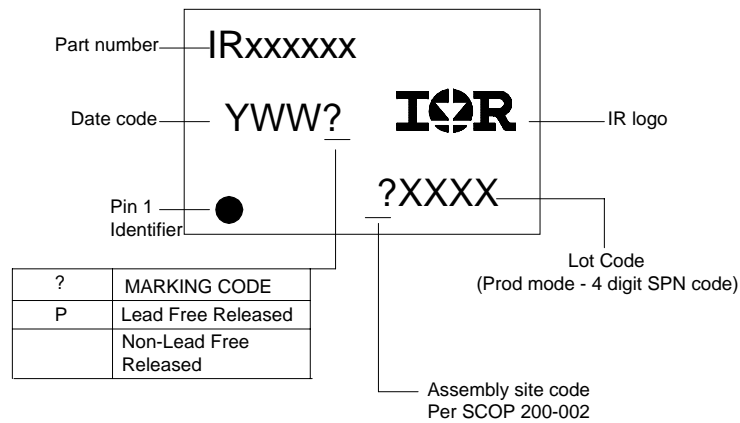 Part number
IRxxxxxx
Date code
YWW?
IOR
IR logo
?XXXX
Pin 1
Identifier
Lot Code
(Prod mode - 4 digit SPN code)
? MARKING CODE
P Lead Free Released
Non-Lead Free
Released
Assembly site code
Per SCOP 200-002